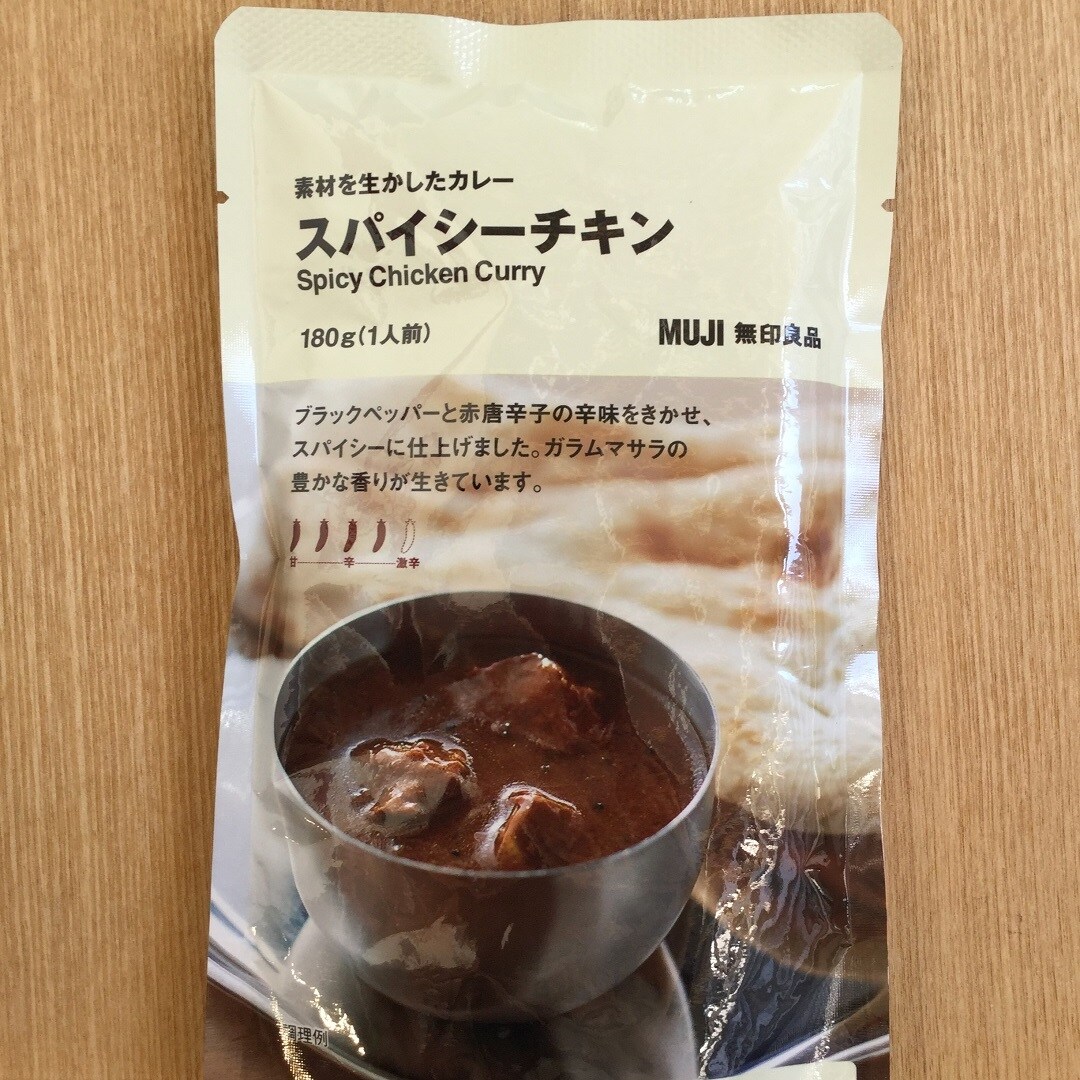 素材を生かしたカレー
スパイシーチキン
Spicy Chicken Curry
180g(1人前)
MUJI 無印良品
ブラックペッパーと赤唐辛子の辛味をきかせ、
スパイシーに仕上げました。ガラムマサラの
豊かな香りが生きています。
甘 辛 激辛
調理例